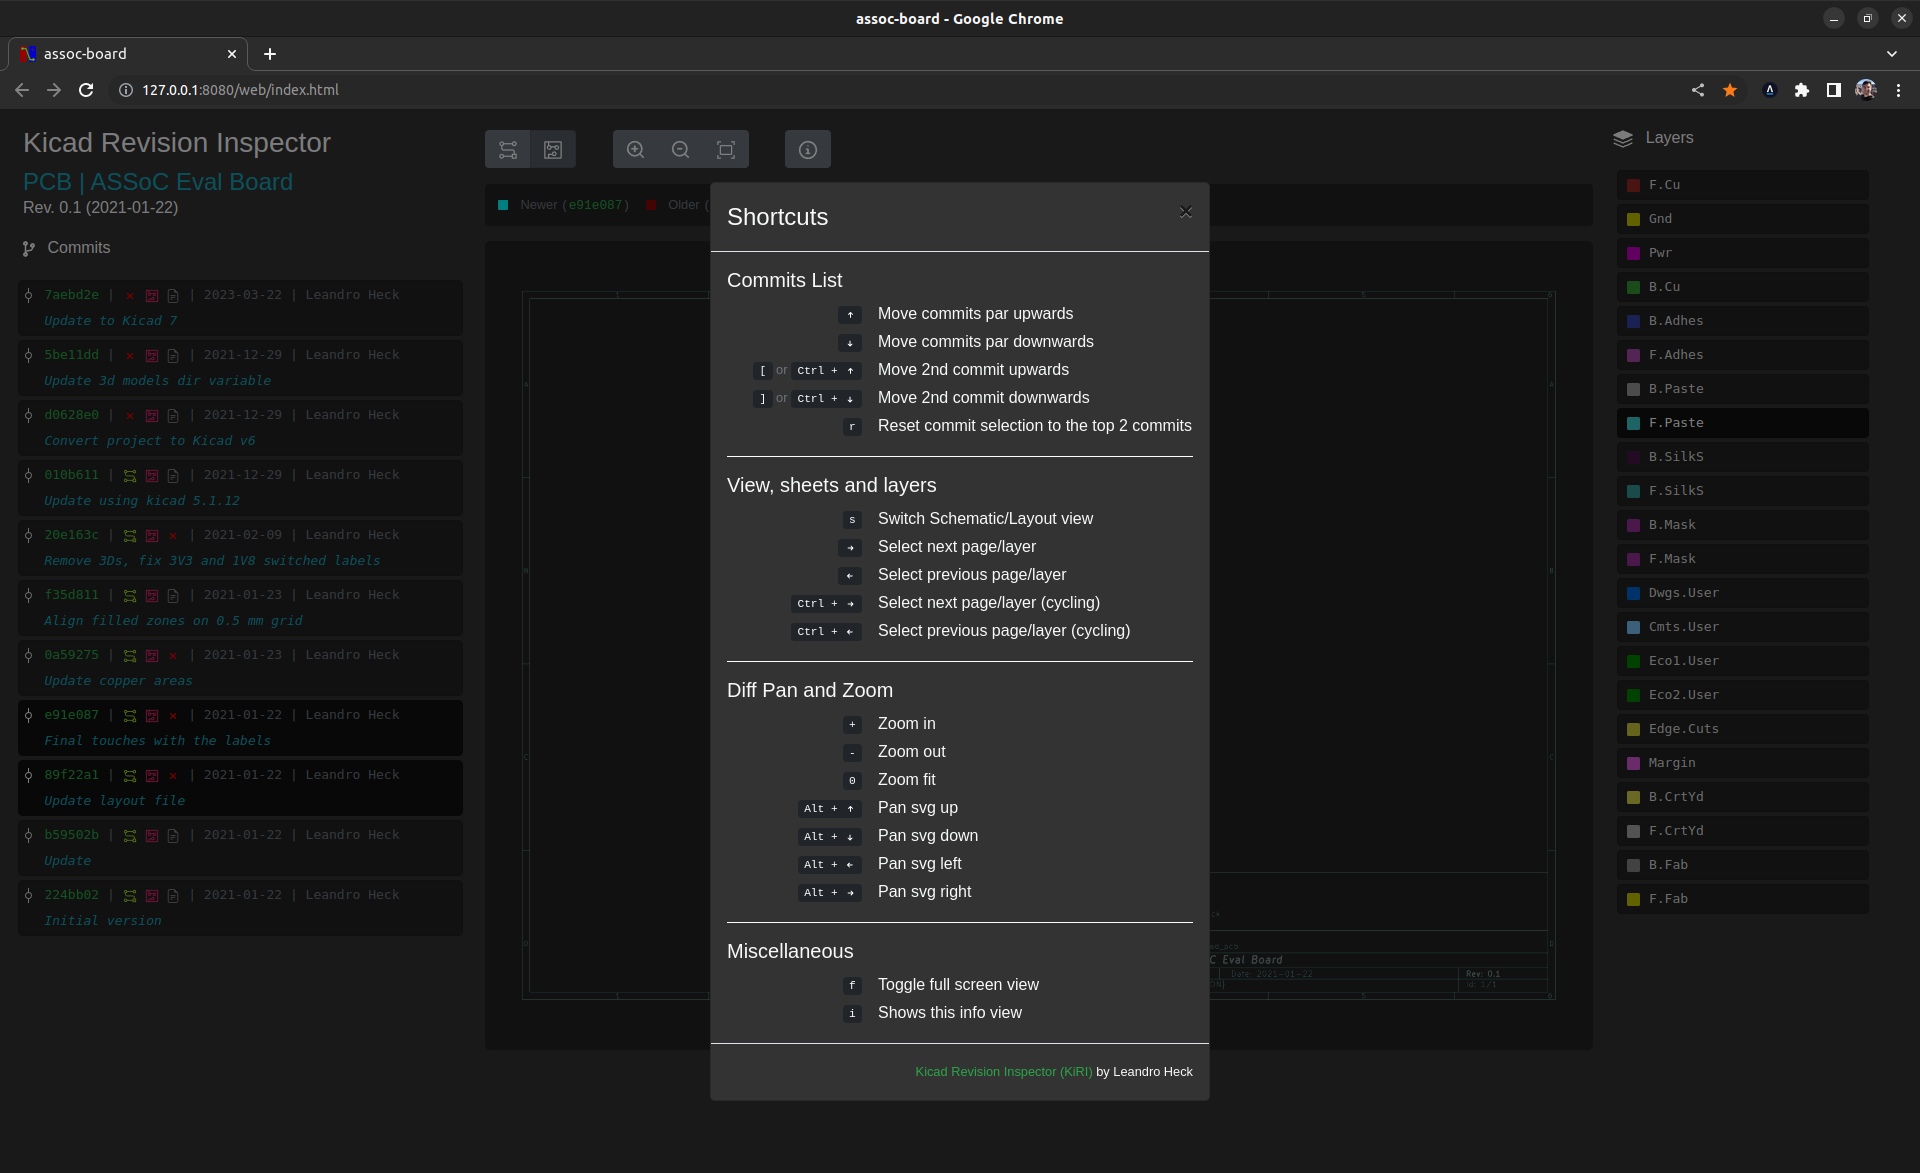 assoc-board - Google Chrome
assoc-board
127.0.0.1:8080/web/index.html
Kicad Revision Inspector
PCB | ASSoC Eval Board
Rev. 0.1 (2021-01-22)
Commits
7aebd2e | | 2023-03-22 | Leandro Heck
Update to Kicad 7
5be11dd | | 2021-12-29 | Leandro Heck
Update 3d models dir variable
d0628e0 | | 2021-12-29 | Leandro Heck
Convert project to Kicad v6
010b611 | | 2021-12-29 | Leandro Heck
Update using kicad 5.1.12
20e163c | | 2021-02-09 | Leandro Heck
Remove 3Ds, fix 3V3 and 1V8 switched labels
f35d811 | | 2021-01-23 | Leandro Heck
Align filled zones on 0.5 mm grid
0a59275 | | 2021-01-23 | Leandro Heck
Update copper areas
e91e087 | | 2021-01-22 | Leandro Heck
Final touches with the labels
89f22a1 | | 2021-01-22 | Leandro Heck
Update layout file
b59502b | | 2021-01-22 | Leandro Heck
Update
224bb02 | | 2021-01-22 | Leandro Heck
Initial version
Newer (e91e087) Older (
Shortcuts ×
Commits List
↑ Move commits par upwards
↓ Move commits par downwards
[ or Ctrl + ↑ Move 2nd commit upwards
] or Ctrl + ↓ Move 2nd commit downwards
r Reset commit selection to the top 2 commits
View, sheets and layers
s Switch Schematic/Layout view
→ Select next page/layer
← Select previous page/layer
Ctrl + → Select next page/layer (cycling)
Ctrl + ← Select previous page/layer (cycling)
Diff Pan and Zoom
+ Zoom in
- Zoom out
0 Zoom fit
Alt + ↑ Pan svg up
Alt + ↓ Pan svg down
Alt + ← Pan svg left
Alt + → Pan svg right
Miscellaneous
f Toggle full screen view
i Shows this info view
Kicad Revision Inspector (KiRI) by Leandro Heck
C Eval Board
Date: 2021-01-22 Rev: 0.1
Id: 1/1
Layers
F.Cu
Gnd
Pwr
B.Cu
B.Adhes
F.Adhes
B.Paste
F.Paste
B.SilkS
F.SilkS
B.Mask
F.Mask
Dwgs.User
Cmts.User
Eco1.User
Eco2.User
Edge.Cuts
Margin
B.CrtYd
F.CrtYd
B.Fab
F.Fab